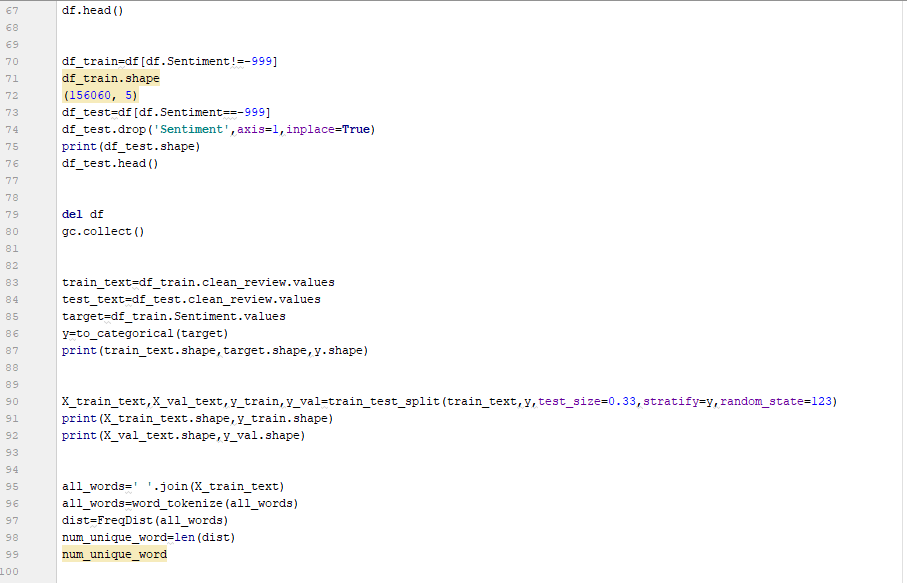 67 df.head()
68
69
70 df_train=df[df.Sentiment!=-999]
71 df_train.shape
72 (156060, 5)
73 df_test=df[df.Sentiment==-999]
74 df_test.drop('Sentiment',axis=1,inplace=True)
75 print(df_test.shape)
76 df_test.head()
77
78
79 del df
80 gc.collect()
81
82
83 train_text=df_train.clean_review.values
84 test_text=df_test.clean_review.values
85 target=df_train.Sentiment.values
86 y=to_categorical(target)
87 print(train_text.shape,target.shape,y.shape)
88
89
90 X_train_text,X_val_text,y_train,y_val=train_test_split(train_text,y,test_size=0.33,stratify=y,random_state=123)
91 print(X_train_text.shape,y_train.shape)
92 print(X_val_text.shape,y_val.shape)
93
94
95 all_words=' '.join(X_train_text)
96 all_words=word_tokenize(all_words)
97 dist=FreqDist(all_words)
98 num_unique_word=len(dist)
99 num_unique_word
100